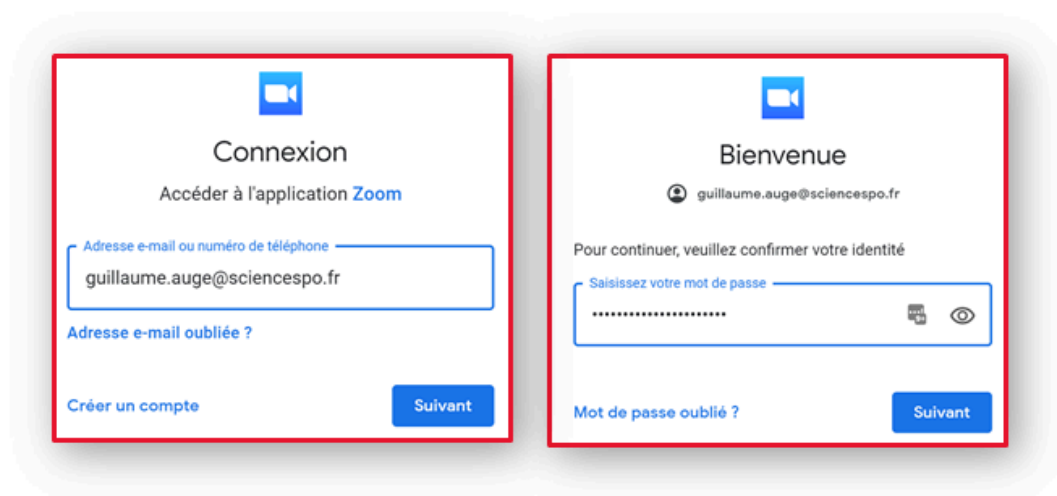 Connexion
Accéder à l'application Zoom
Adresse e-mail ou numéro de téléphone
guillaume.auge@sciencespo.fr
Adresse e-mail oubliée ?
Créer un compte
Suivant
Bienvenue
guillaume.auge@sciencespo.fr
Pour continuer, veuillez confirmer votre identité
Saisissez votre mot de passe
••••••••••••••••••••••
Mot de passe oublié ?
Suivant